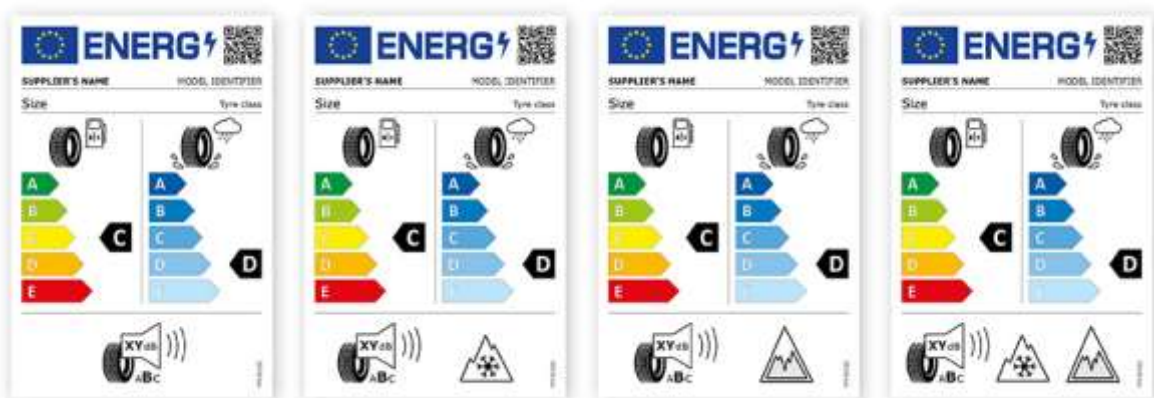 ENERG
SUPPLIER'S NAME MODEL IDENTIFIER
Size Tyre class
A A
B B
C C C
D D D
E
XY dB
ABC
ENERG
SUPPLIER'S NAME MODEL IDENTIFIER
Size Tyre class
A A
B B
C C C
D D D
E
XY dB
ABC
ENERG
SUPPLIER'S NAME MODEL IDENTIFIER
Size Tyre class
A A
B B
C C C
D D D
E
XY dB
ABC
ENERG
SUPPLIER'S NAME MODEL IDENTIFIER
Size Tyre class
A A
B B
C C C
D D D
E
XY dB
ABC